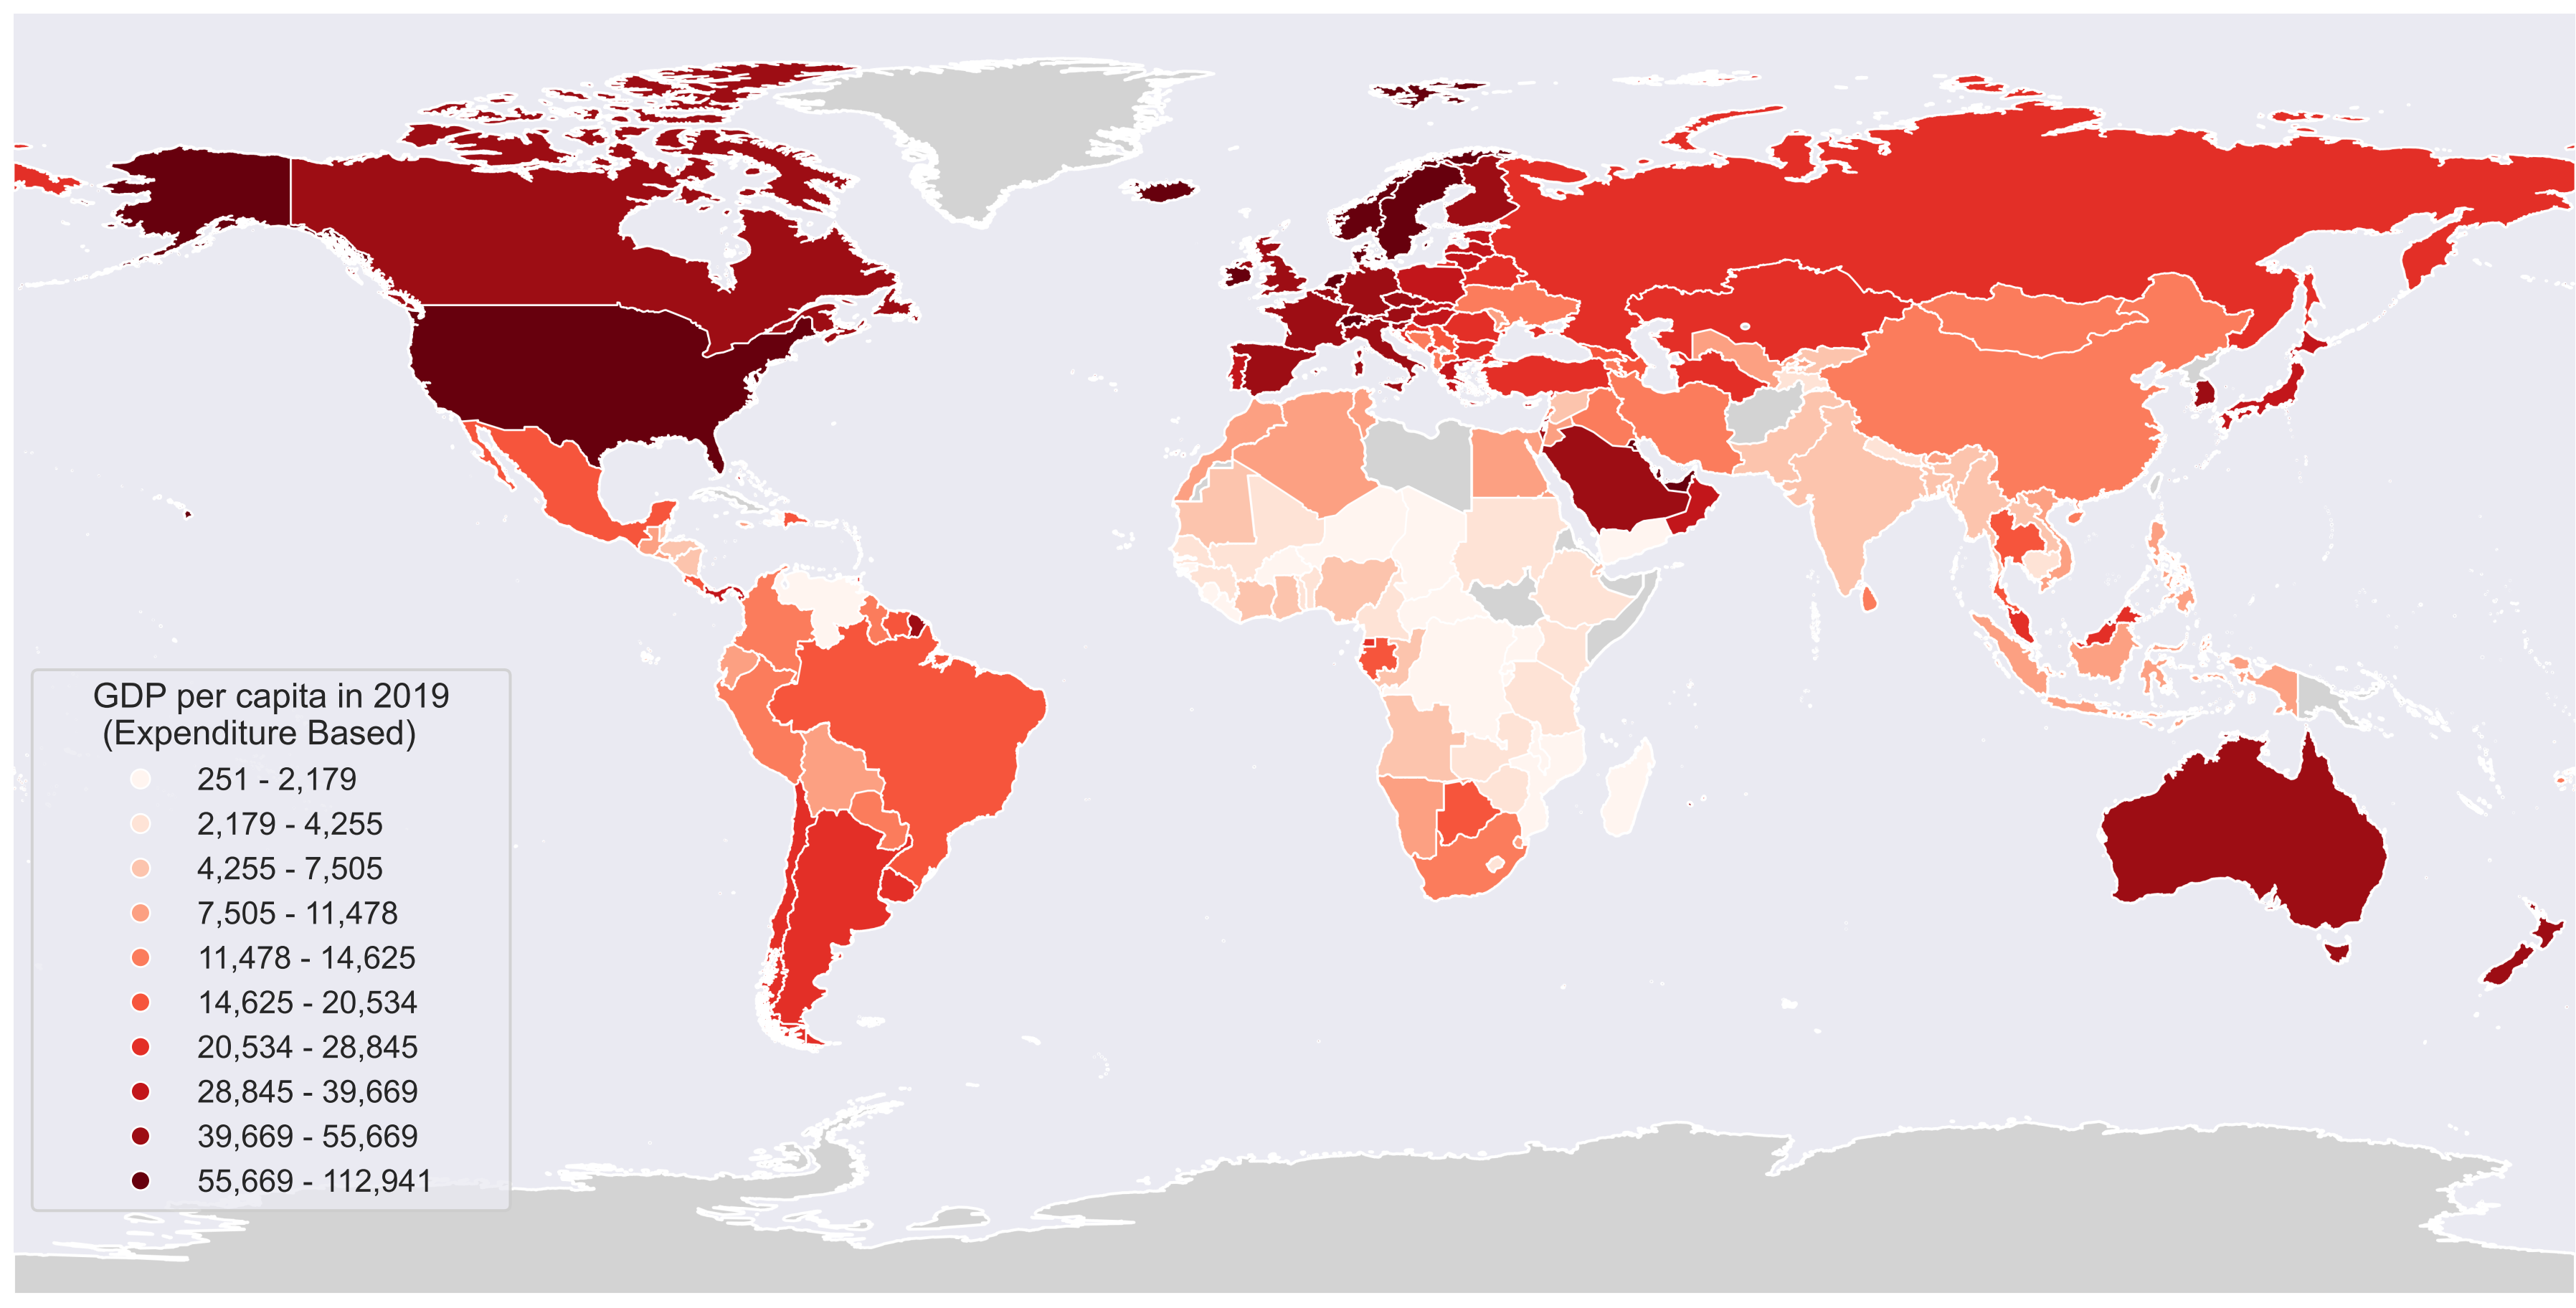 GDP per capita in 2019
(Expenditure Based)
251 - 2,179
2,179 - 4,255
4,255 - 7,505
7,505 - 11,478
11,478 - 14,625
14,625 - 20,534
20,534 - 28,845
28,845 - 39,669
39,669 - 55,669
55,669 - 112,941